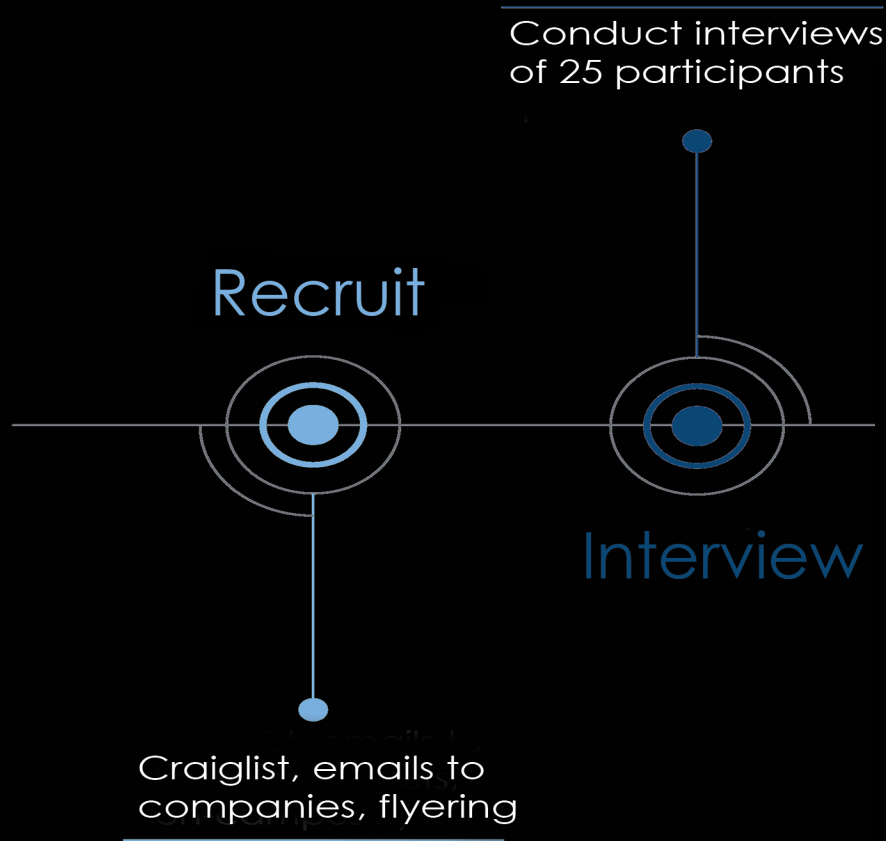 Conduct interviews
of 25 participants
Recruit
Interview
Craiglist, emails to
companies, flyering